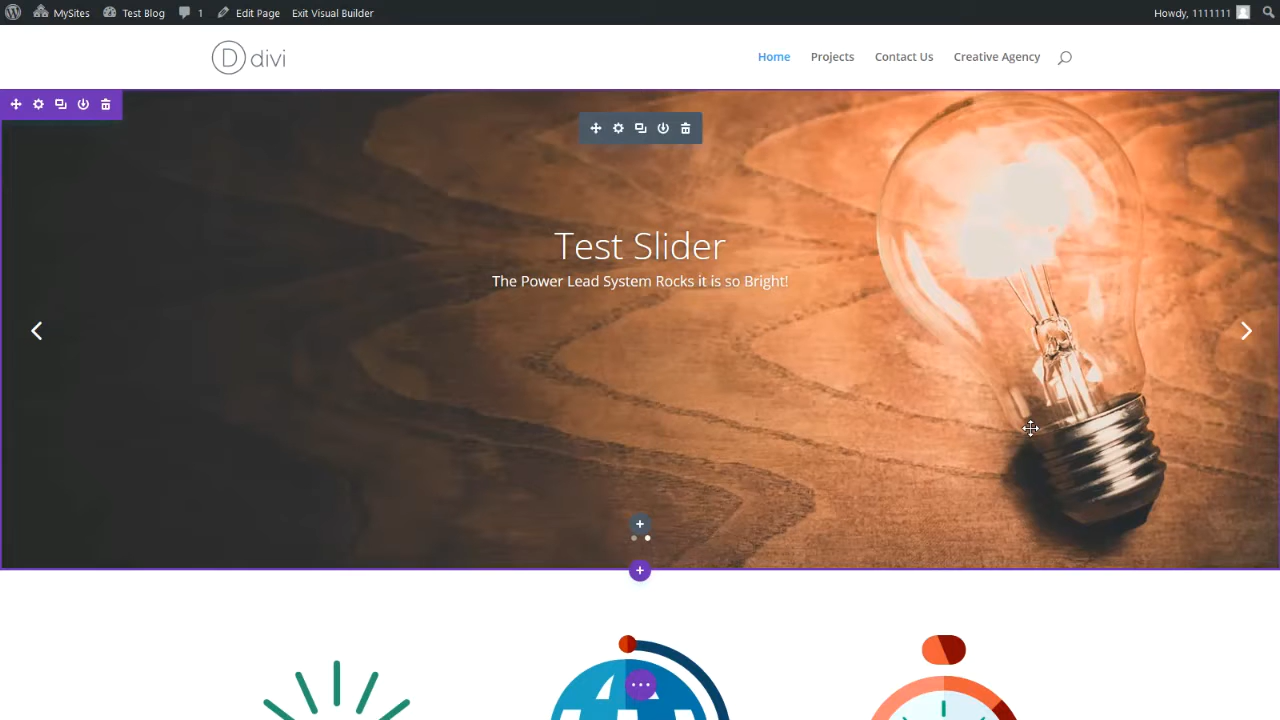 MySites Test Blog 1 Edit Page Exit Visual Builder Howdy, 1111111
D divi Home Projects Contact Us Creative Agency
Test Slider
The Power Lead System Rocks it is so Bright!